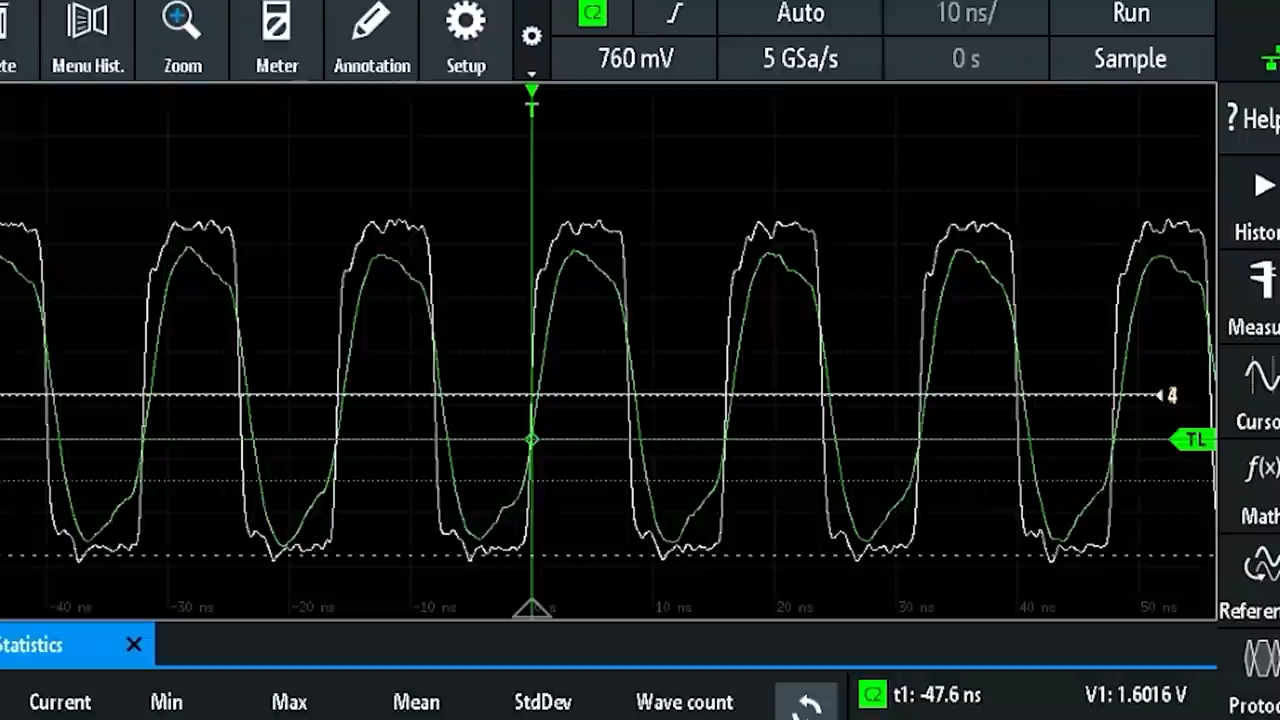 C2 Auto 10 ns/ Run
ete Menu Hist. Zoom Meter Annotation Setup 760 mV 5 GSa/s 0 s Sample
T
? Help
Histor
Measu
4
Curso
TL
f(x)
Math
-40 ns -30 ns -20 ns -10 ns 0 s 10 ns 20 ns 30 ns 40 ns 50 ns
Referen
Statistics
Current Min Max Mean StdDev Wave count C2 t1: -47.6 ns V1: 1.6016 V
Protoc